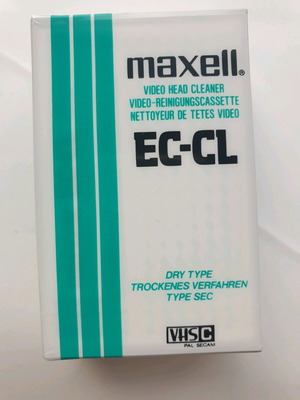 maxell®
VIDEO HEAD CLEANER
VIDEO-REINIGUNGSCASSETTE
NETTOYEUR DE TETES VIDEO
EC-CL
DRY TYPE
TROCKENES VERFAHREN
TYPE SEC
VHS C
PAL SECAM